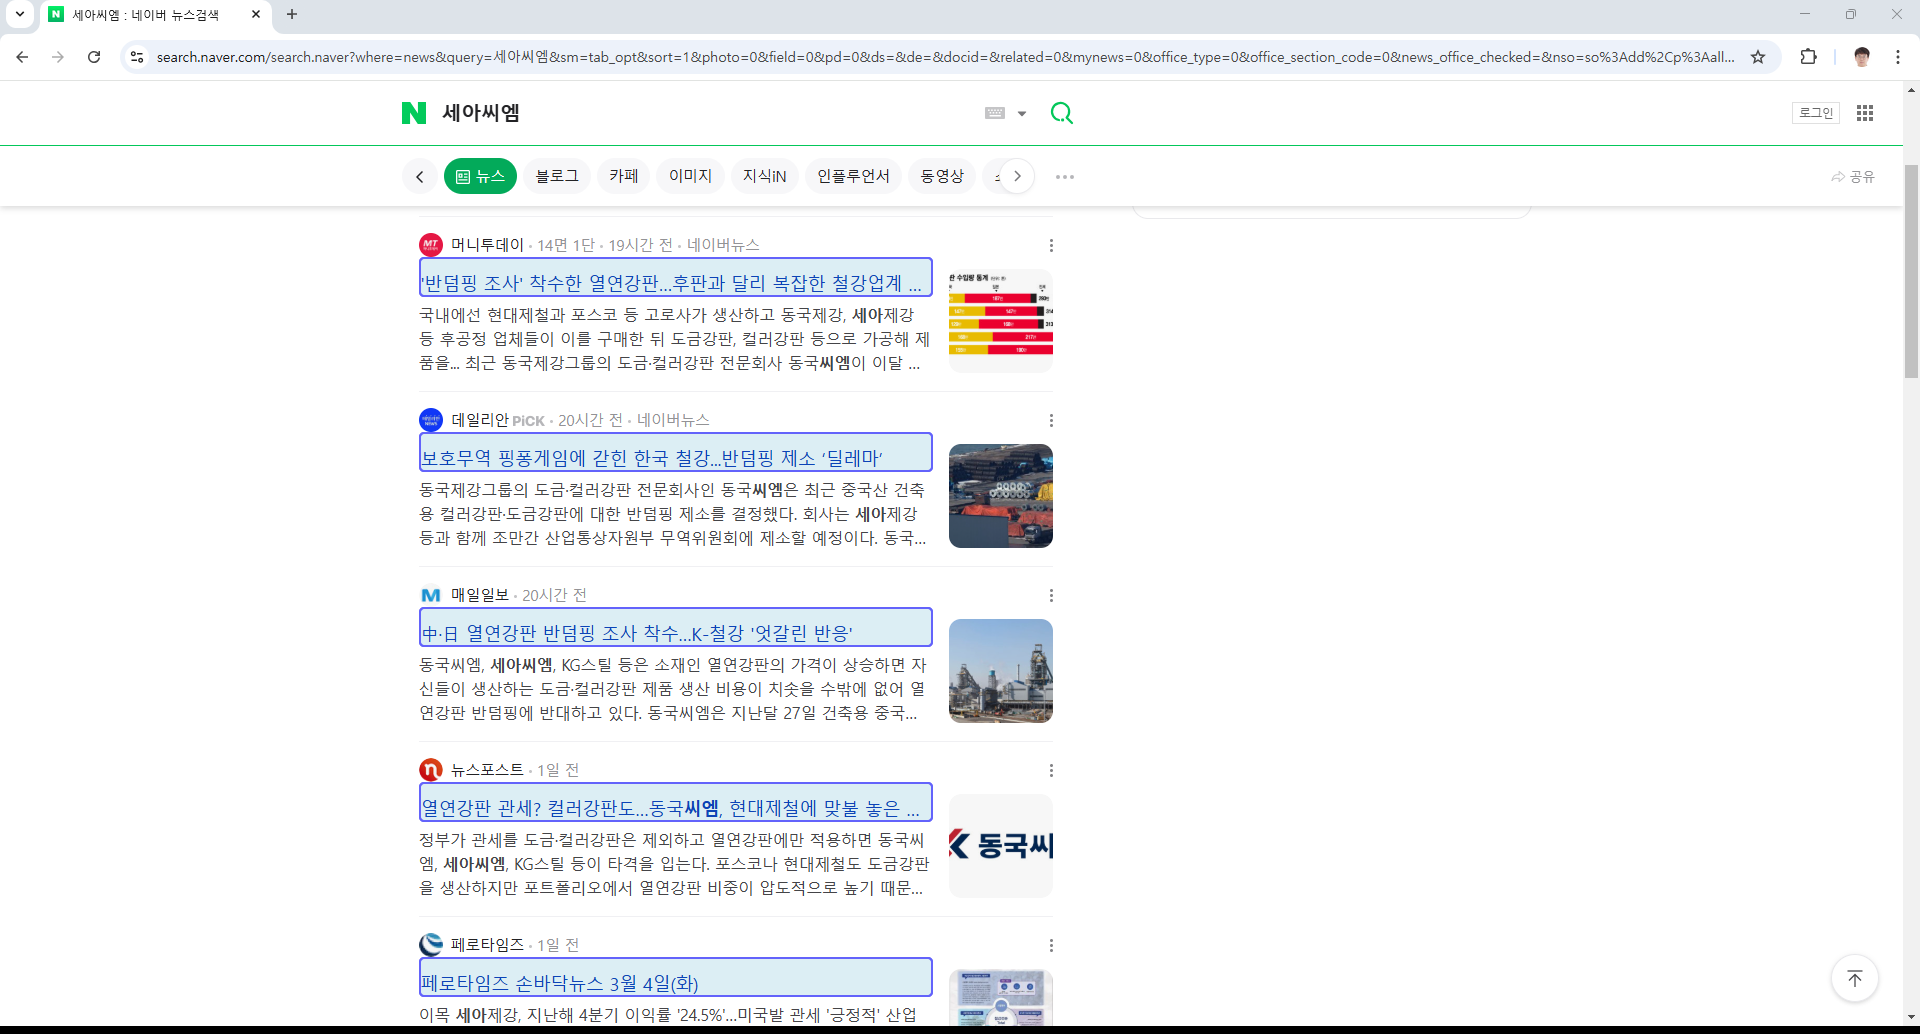 세아씨엠 : 네이버 뉴스검색
search.naver.com/search.naver?where=news&query=세아씨엠&sm=tab_opt&sort=1&photo=0&field=0&pd=0&ds=&de=&docid=&related=0&mynews=0&office_type=0&office_section_code=0&news_office_checked=&nso=so%3Add%2Cp%3Aall...
N 세아씨엠
로그인
뉴스 블로그 카페 이미지 지식iN 인플루언서 동영상
공유
머니투데이 · 14면 1단 · 19시간 전 · 네이버뉴스
'반덤핑 조사' 착수한 열연강판...후판과 달리 복잡한 철강업계 ...
국내에선 현대제철과 포스코 등 고로사가 생산하고 동국제강, 세아제강
등 후공정 업체들이 이를 구매한 뒤 도금강판, 컬러강판 등으로 가공해 제
품을... 최근 동국제강그룹의 도금·컬러강판 전문회사 동국씨엠이 이달 ...
데일리안 PiCK · 20시간 전 · 네이버뉴스
보호무역 핑퐁게임에 갇힌 한국 철강...반덤핑 제소 ‘딜레마’
동국제강그룹의 도금·컬러강판 전문회사인 동국씨엠은 최근 중국산 건축
용 컬러강판·도금강판에 대한 반덤핑 제소를 결정했다. 회사는 세아제강
등과 함께 조만간 산업통상자원부 무역위원회에 제소할 예정이다. 동국...
매일일보 · 20시간 전
中·日 열연강판 반덤핑 조사 착수…K-철강 '엇갈린 반응'
동국씨엠, 세아씨엠, KG스틸 등은 소재인 열연강판의 가격이 상승하면 자
신들이 생산하는 도금·컬러강판 제품 생산 비용이 치솟을 수밖에 없어 열
연강판 반덤핑에 반대하고 있다. 동국씨엠은 지난달 27일 건축용 중국...
뉴스포스트 · 1일 전
열연강판 관세? 컬러강판도…동국씨엠, 현대제철에 맞불 놓은 ...
정부가 관세를 도금·컬러강판은 제외하고 열연강판에만 적용하면 동국씨
엠, 세아씨엠, KG스틸 등이 타격을 입는다. 포스코나 현대제철도 도금강판
을 생산하지만 포트폴리오에서 열연강판 비중이 압도적으로 높기 때문...
동국씨
페로타임즈 · 1일 전
페로타임즈 손바닥뉴스 3월 4일(화)
이목 세아제강, 지난해 4분기 이익률 '24.5%'…미국발 관세 '긍정적' 산업